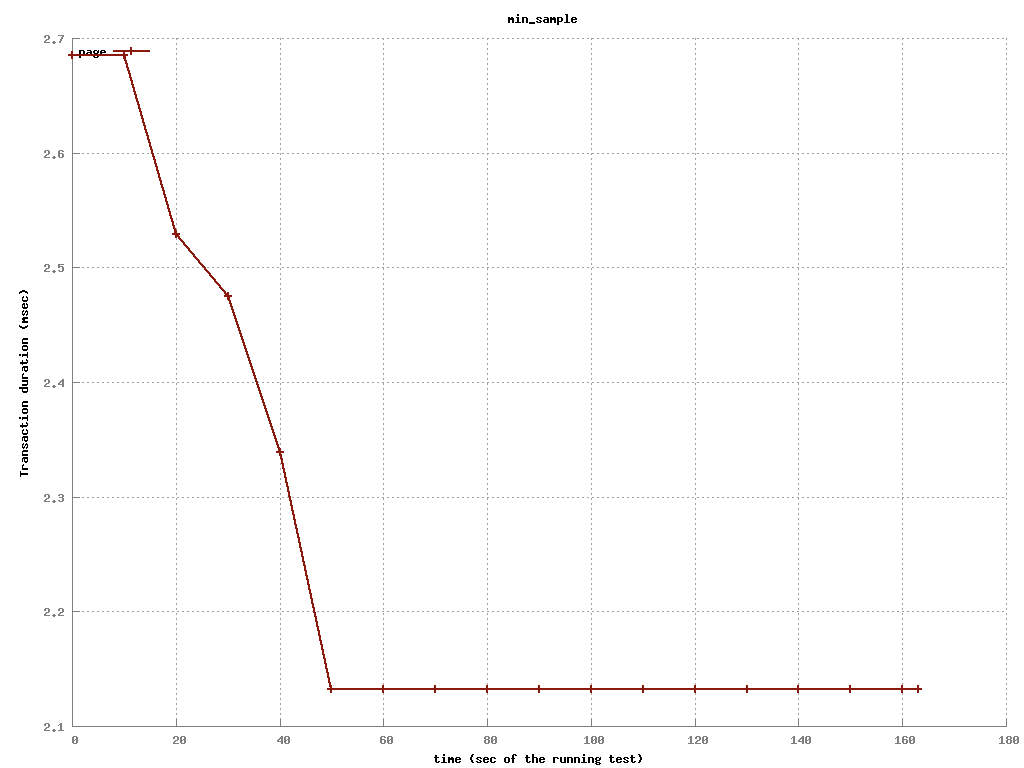 min_sample
2.7
page
2.6
2.5
2.4
2.3
2.2
2.1
Transaction duration (msec)
0 20 40 60 80 100 120 140 160 180
time (sec of the running test)